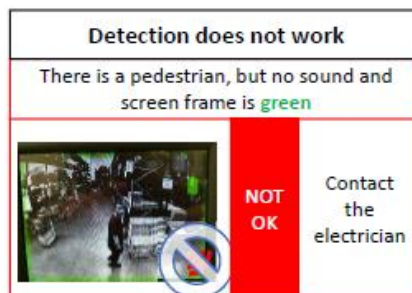 Detection does not work
There is a pedestrian, but no sound and
screen frame is green
NOT
OK
Contact
the
electrician